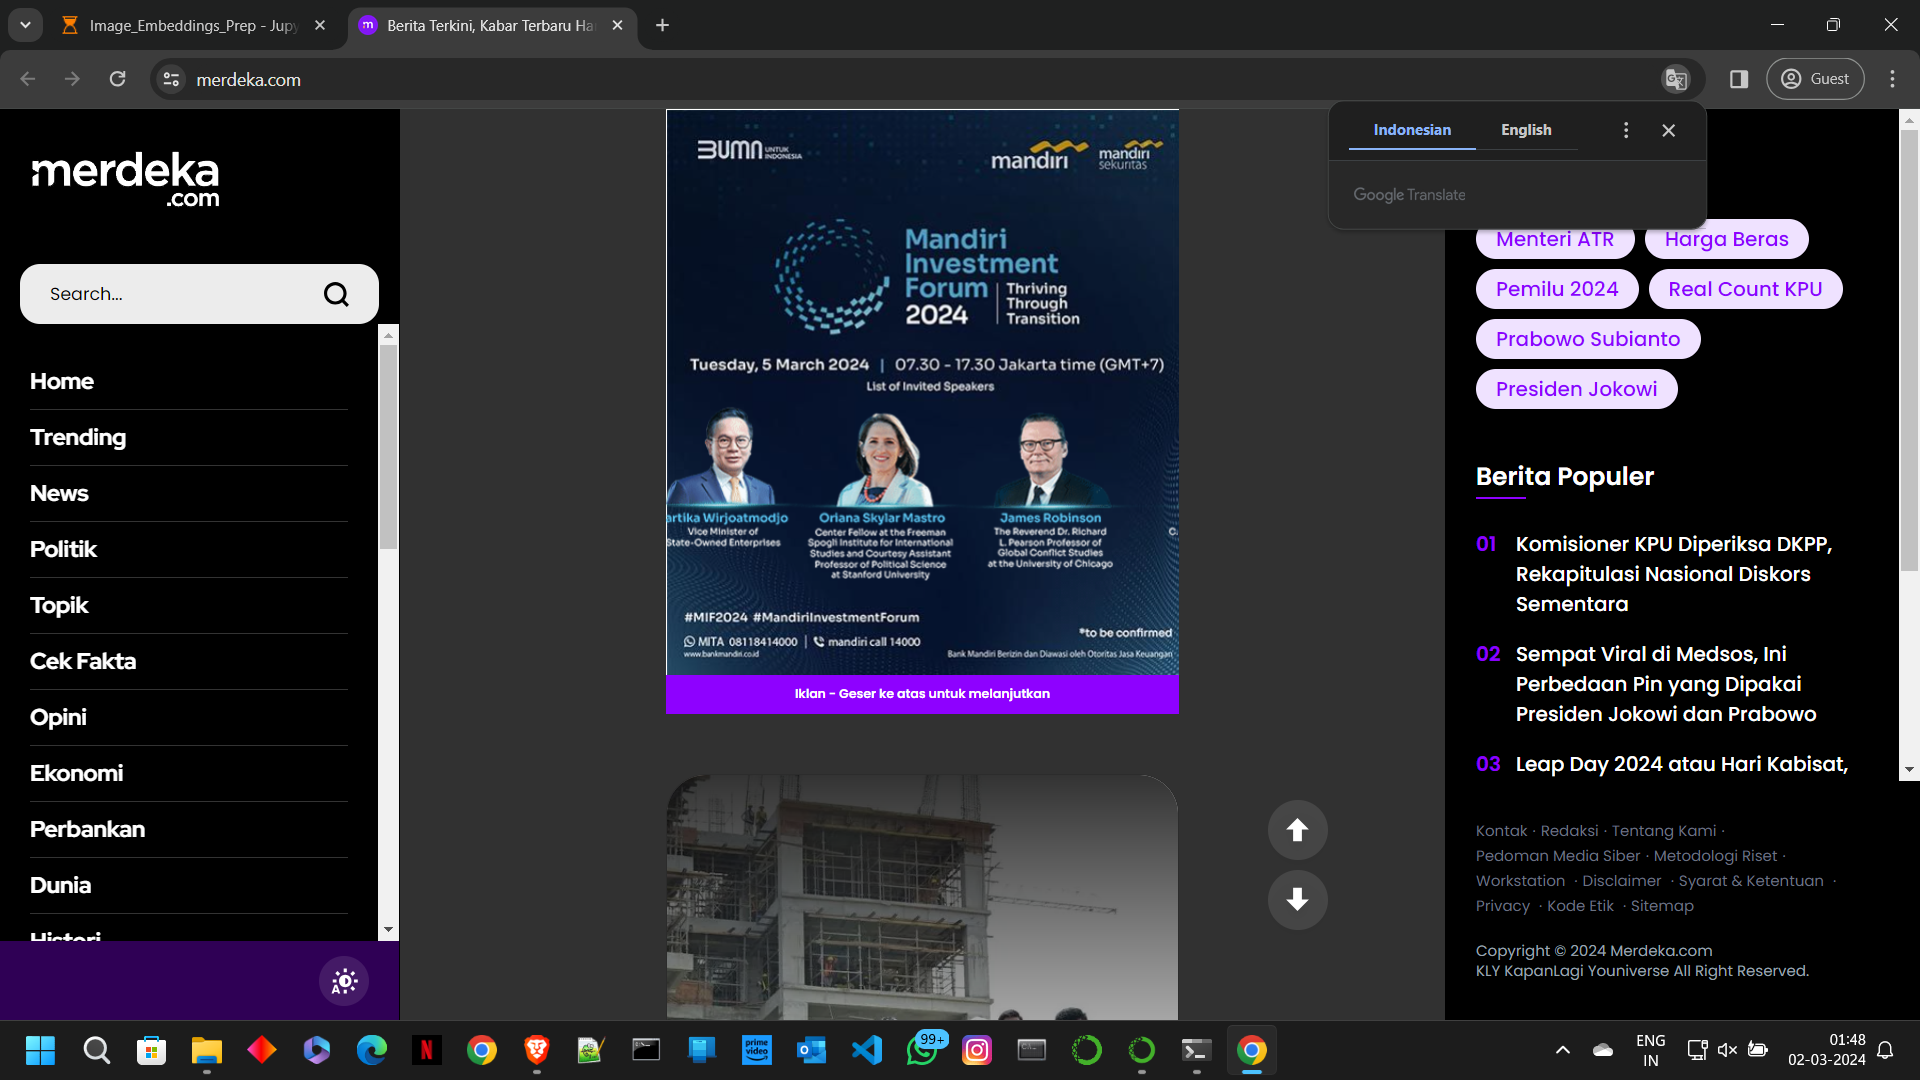 Image_Embeddings_Prep - Jupy
Berita Terkini, Kabar Terbaru Ha
merdeka.com
Guest
Indonesian
English
Google Translate
merdeka
.com
Search...
Home
Trending
News
Politik
Topik
Cek Fakta
Opini
Ekonomi
Perbankan
Dunia
Histori
BUMN UNTUK INDONESIA
mandiri
mandiri sekuritas
Mandiri
Investment
Forum
2024
Thriving
Through
Transition
Tuesday, 5 March 2024 | 07.30 - 17.30 Jakarta time (GMT+7)
List of Invited Speakers
artika Wirjoatmodjo
Vice Minister of
State-Owned Enterprises
Oriana Skylar Mastro
Center Fellow at the Freeman
Spogli Institute for International
Studies and Courtesy Assistant
Professor of Political Science
at Stanford University
James Robinson
The Reverend Dr. Richard
L. Pearson Professor of
Global Conflict Studies
at the University of Chicago
C
#MIF2024 #MandiriInvestmentForum
*to be confirmed
MITA 08118414000 | mandiri call 14000
www.bankmandiri.co.id
Bank Mandiri Berizin dan Diawasi oleh Otoritas Jasa Keuangan
Iklan - Geser ke atas untuk melanjutkan
Menteri ATR
Harga Beras
Pemilu 2024
Real Count KPU
Prabowo Subianto
Presiden Jokowi
Berita Populer
01 Komisioner KPU Diperiksa DKPP,
Rekapitulasi Nasional Diskors
Sementara
02 Sempat Viral di Medsos, Ini
Perbedaan Pin yang Dipakai
Presiden Jokowi dan Prabowo
03 Leap Day 2024 atau Hari Kabisat,
Kontak · Redaksi · Tentang Kami ·
Pedoman Media Siber · Metodologi Riset ·
Workstation · Disclaimer · Syarat & Ketentuan ·
Privacy · Kode Etik · Sitemap
Copyright © 2024 Merdeka.com
KLY KapanLagi Youniverse All Right Reserved.
prime video
99+
ENG
IN
01:48
02-03-2024